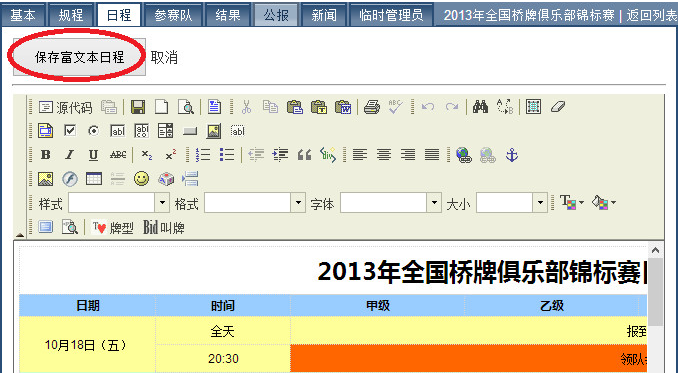 基本 规程 日程 参赛队 结果 公报 新闻 临时管理员 2013年全国桥牌俱乐部锦标赛 | 返回列表
保存富文本日程 取消
源代码
B I U ABC X₂ X²
样式 格式 字体 大小
T♥ 牌型 Bid 叫牌
2013年全国桥牌俱乐部锦标赛
日期 时间 甲级 乙级
10月18日（五） 全天 报到
20:30 领队